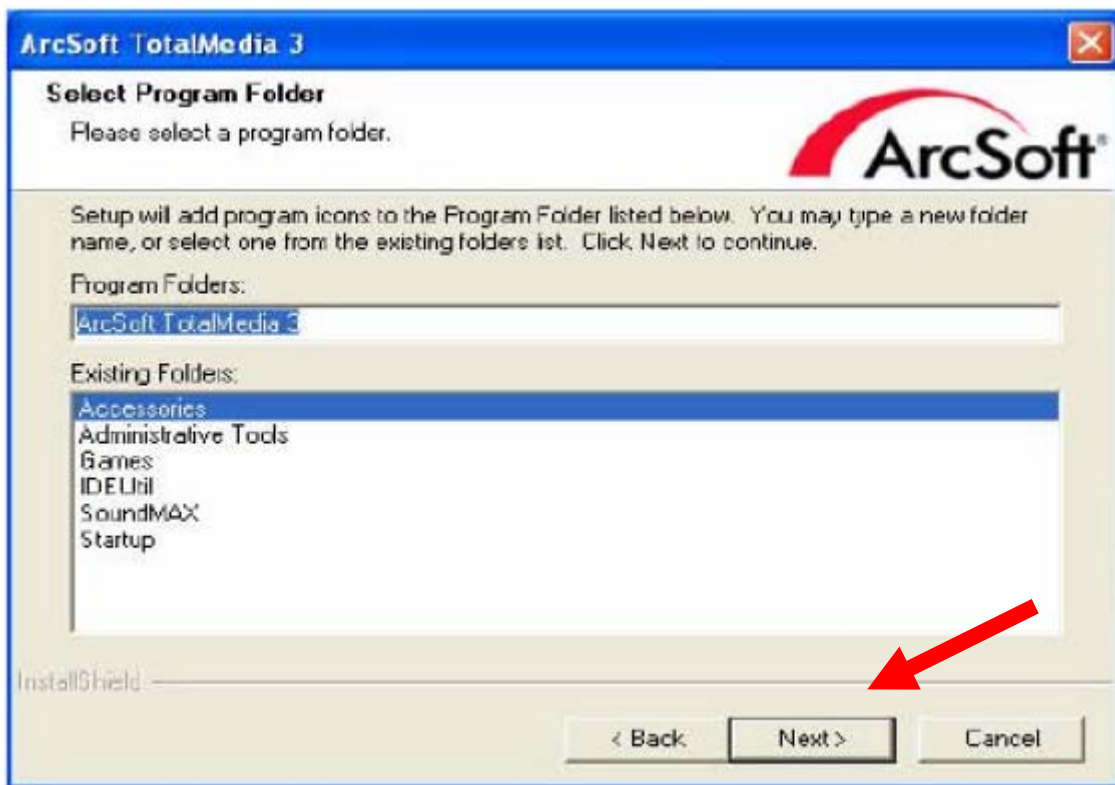 ArcSoft TotalMedia 3
Select Program Folder
Please select a program folder.
ArcSoft®
Setup will add program icons to the Program Folder listed below. You may type a new folder
name, or select one from the existing folders list. Click Next to continue.
Program Folders:
ArcSoft TotalMedia 3
Existing Folders:
Accessories
Administrative Tools
Games
IDEUtil
SoundMAX
Startup
InstallShield
< Back
Next >
Cancel